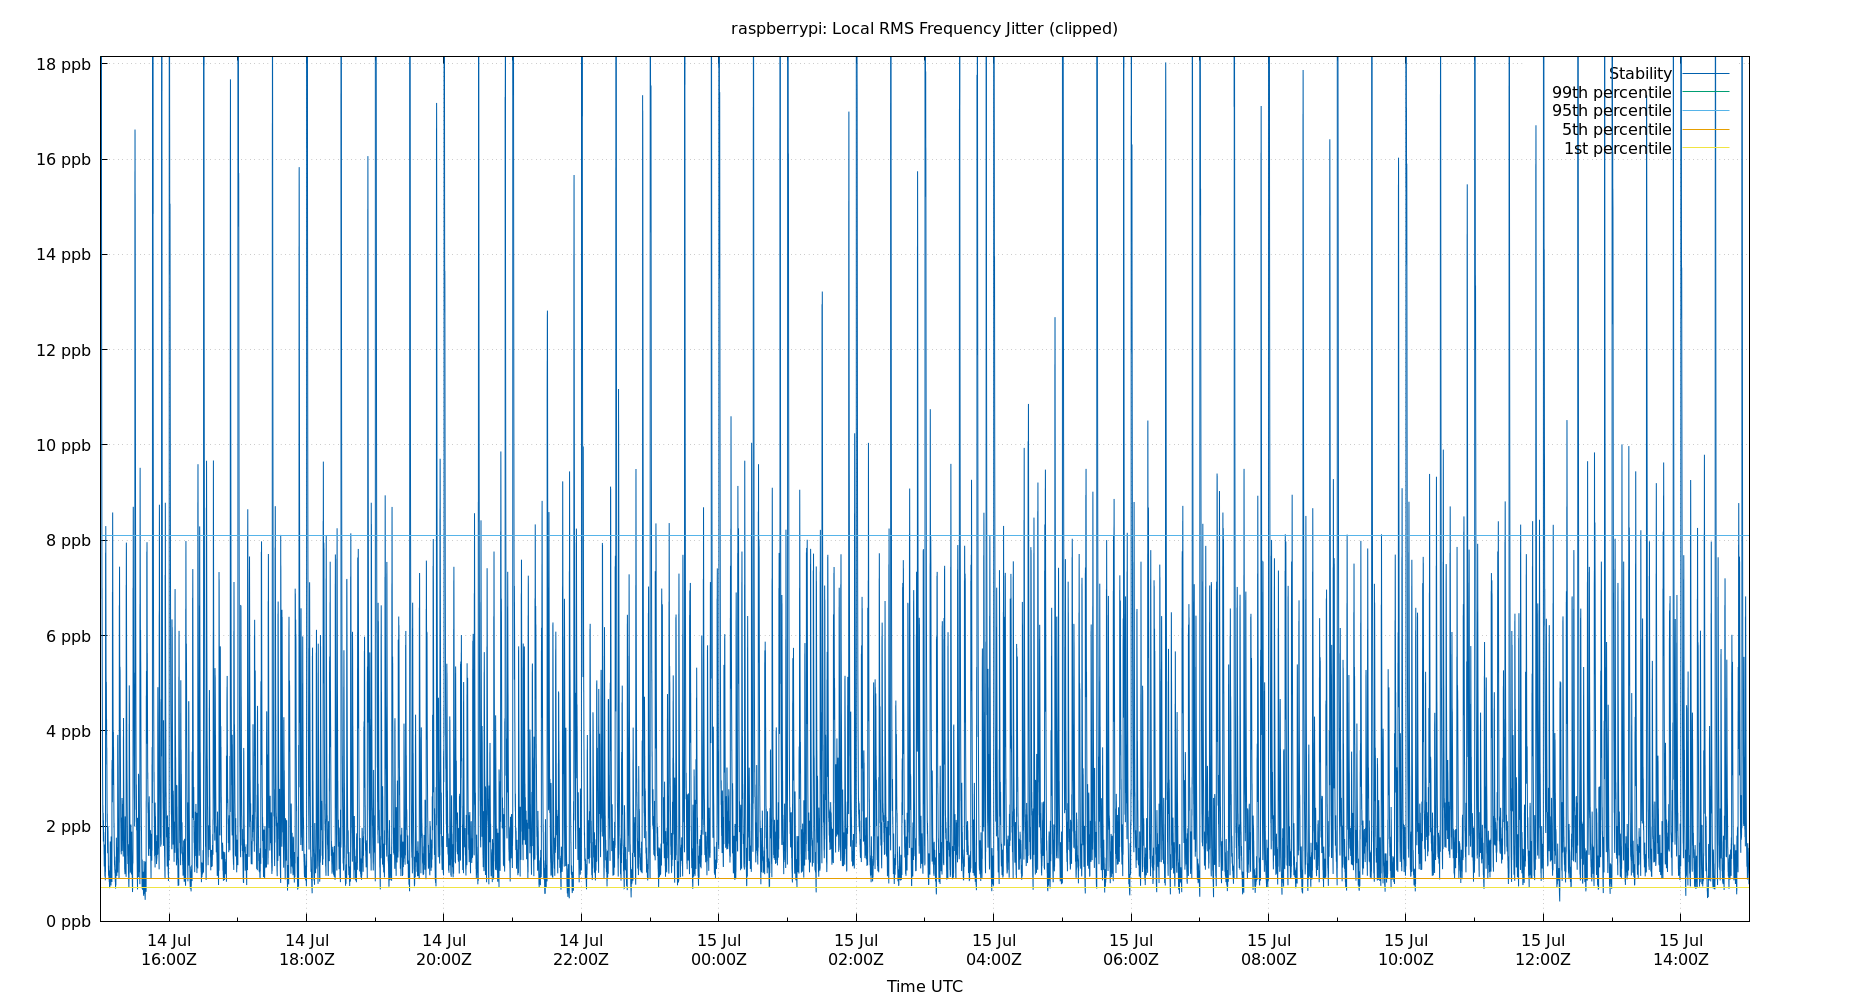 raspberrypi: Local RMS Frequency Jitter (clipped)
18 ppb
16 ppb
14 ppb
12 ppb
10 ppb
8 ppb
6 ppb
4 ppb
2 ppb
0 ppb
Stability
99th percentile
95th percentile
5th percentile
1st percentile
14 Jul 14 Jul 14 Jul 14 Jul 15 Jul 15 Jul 15 Jul 15 Jul 15 Jul 15 Jul 15 Jul 15 Jul
16:00Z 18:00Z 20:00Z 22:00Z 00:00Z 02:00Z 04:00Z 06:00Z 08:00Z 10:00Z 12:00Z 14:00Z
Time UTC